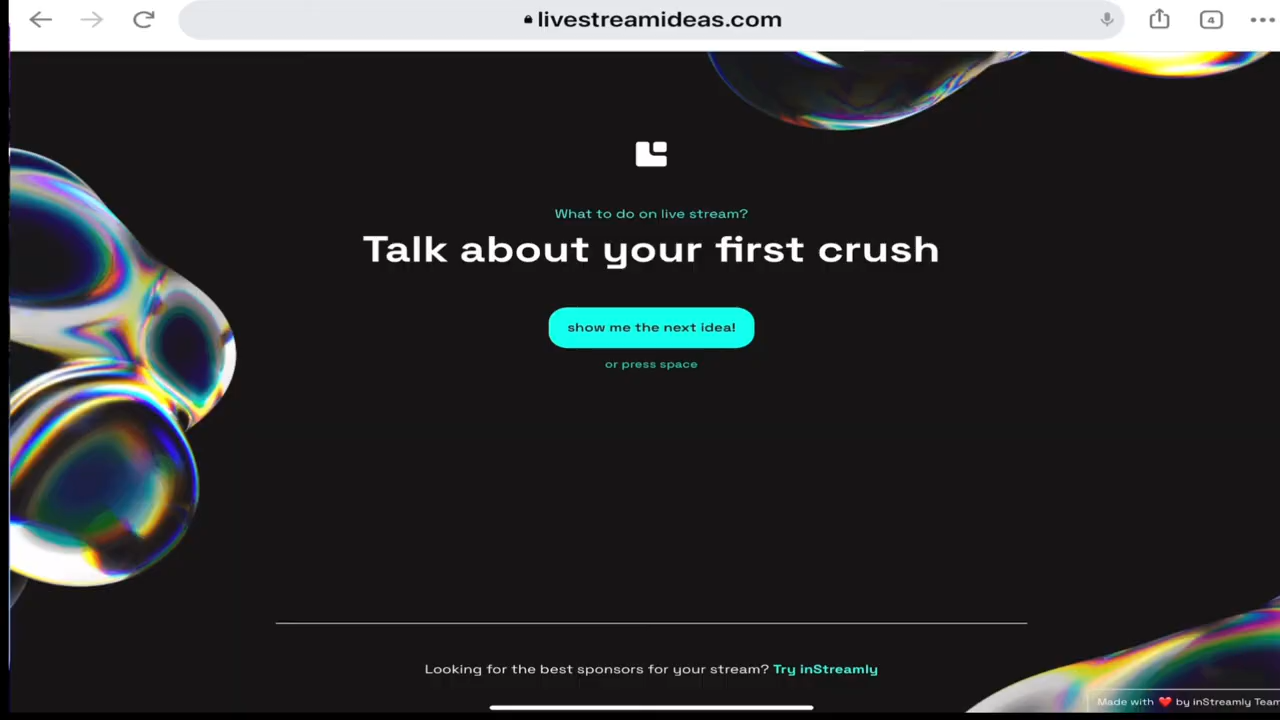 livestreamideas.com
4
What to do on live stream?
Talk about your first crush
show me the next idea!
or press space
Looking for the best sponsors for your stream? Try inStreamly
Made with ❤️ by inStreamly Team